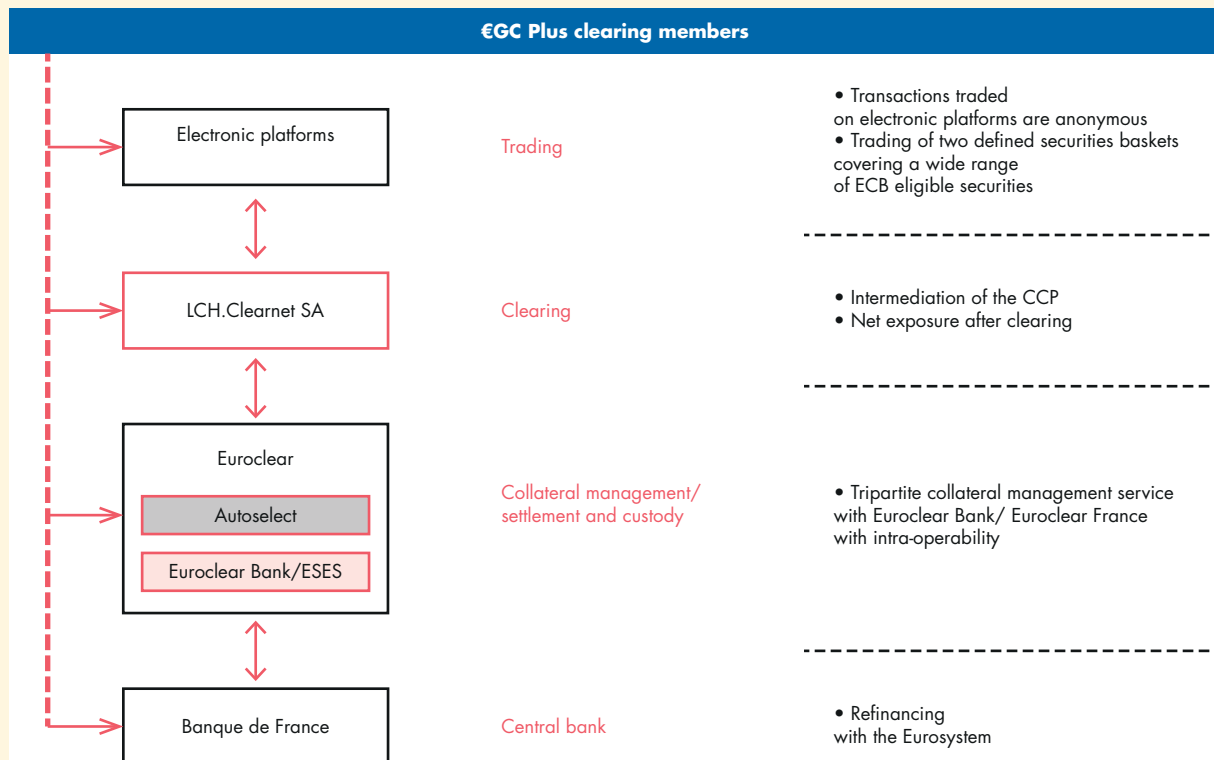 €GC Plus clearing members
Electronic platforms
Trading
• Transactions traded
on electronic platforms are anonymous
• Trading of two defined securities baskets
covering a wide range
of ECB eligible securities
LCH.Clearnet SA
Clearing
• Intermediation of the CCP
• Net exposure after clearing
Euroclear
Autoselect
Euroclear Bank/ESES
Collateral management/
settlement and custody
• Tripartite collateral management service
with Euroclear Bank/ Euroclear France
with intra-operability
Banque de France
Central bank
• Refinancing
with the Eurosystem